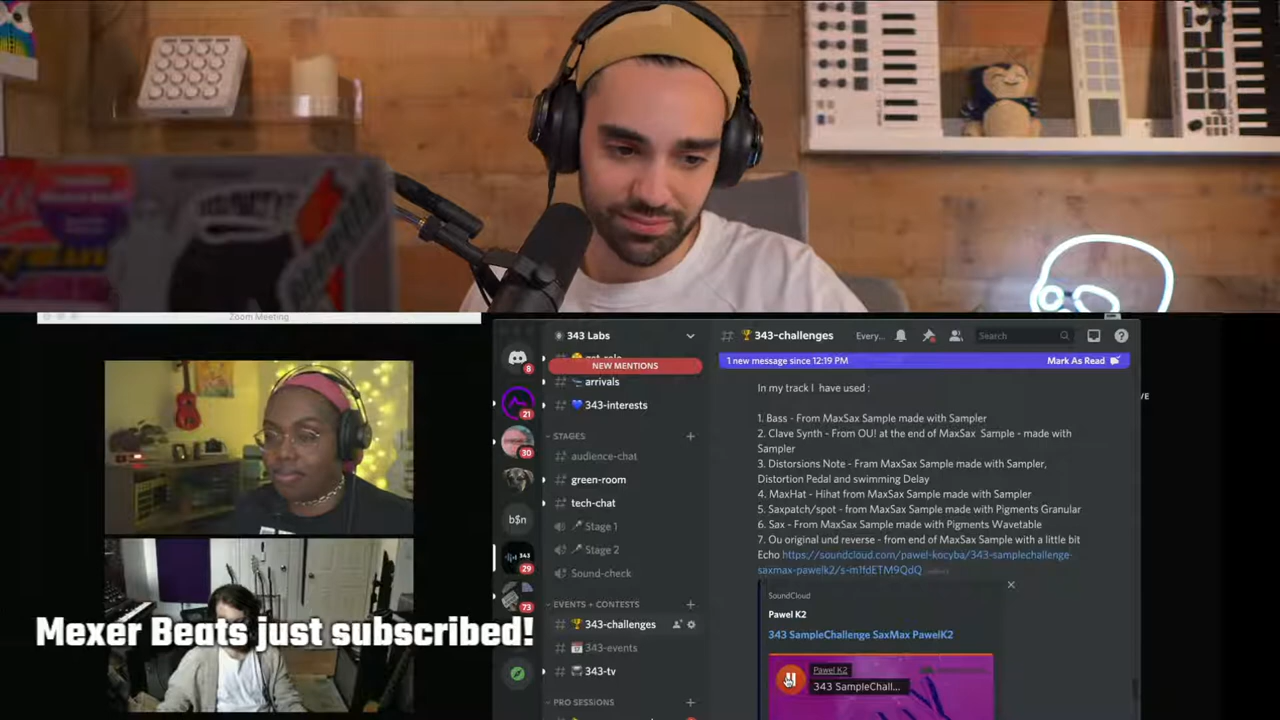 Zoom Meeting
Mexer Beats just subscribed!
8
21
30
b$n
343
29
73
343 Labs
NEW MENTIONS
arrivals
343-interests
STAGES
audience-chat
green-room
tech-chat
Stage 1
Stage 2
Sound-check
EVENTS + CONTESTS
343-challenges
343-events
343-tv
PRO SESSIONS
343-challenges
Every...
Search
1 new message since 12:19 PM
Mark As Read
In my track I have used :
1. Bass - From MaxSax Sample made with Sampler
2. Clave Synth - From OU! at the end of MaxSax Sample - made with
Sampler
3. Distorsions Note - Fram MaxSax Sample made with Sampler,
Distortion Pedal and swimming Delay
4. MaxHat - Hihat from MaxSax Sample made with Sampler
5. Saxpatch/spot - from MaxSax Sample made with Pigments Granular
6. Sax - From MaxSax Sample made with Pigments Wavetable
7. Ou original und reverse - from end of MaxSax Sample with a little bit
Echo https://soundcloud.com/pawel-kocyba/343-samplechallenge-
saxmax-pawelk2/s-m1fdETM9QdQ
SoundCloud
Pawel K2
343 SampleChallenge SaxMax PawelK2
Pawel K2
343 SampleChall...
VE